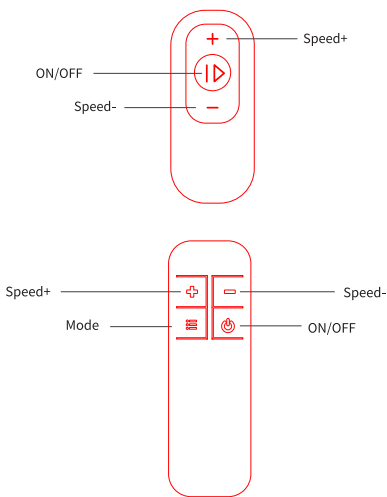 Speed+
ON/OFF
Speed-
Speed+
Speed-
Mode
ON/OFF